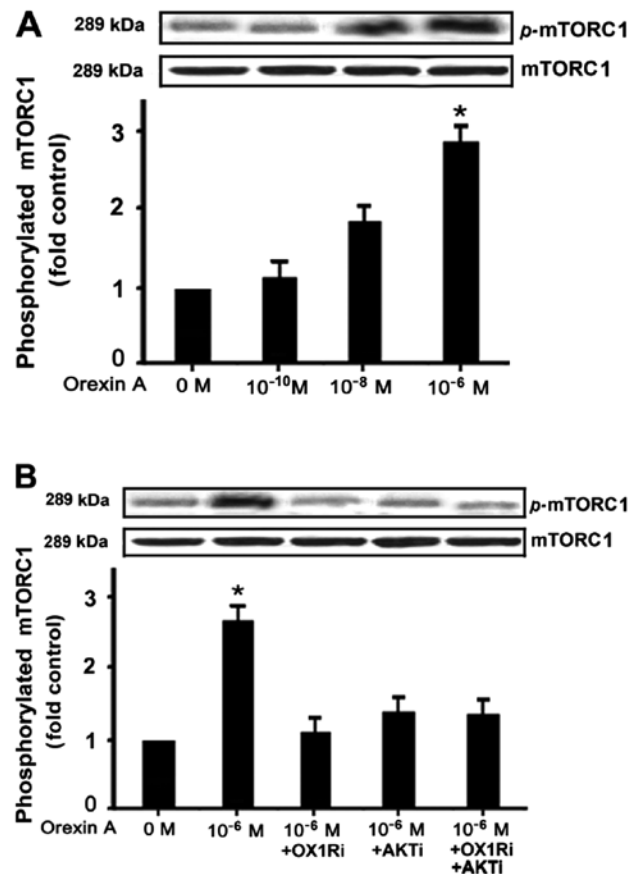 A
289 kDa
p-mTORC1
289 kDa
mTORC1
Phosphorylated mTORC1
(fold control)
3
2
1
0
*
Orexin A
0 M
10⁻¹⁰M
10⁻⁸ M
10⁻⁶ M
B
289 kDa
p-mTORC1
289 kDa
mTORC1
Phosphorylated mTORC1
(fold control)
3
2
1
0
*
Orexin A
0 M
10⁻⁶ M
10⁻⁶ M
+OX1Ri
10⁻⁶ M
+AKTi
10⁻⁶ M
+OX1Ri
+AKTi